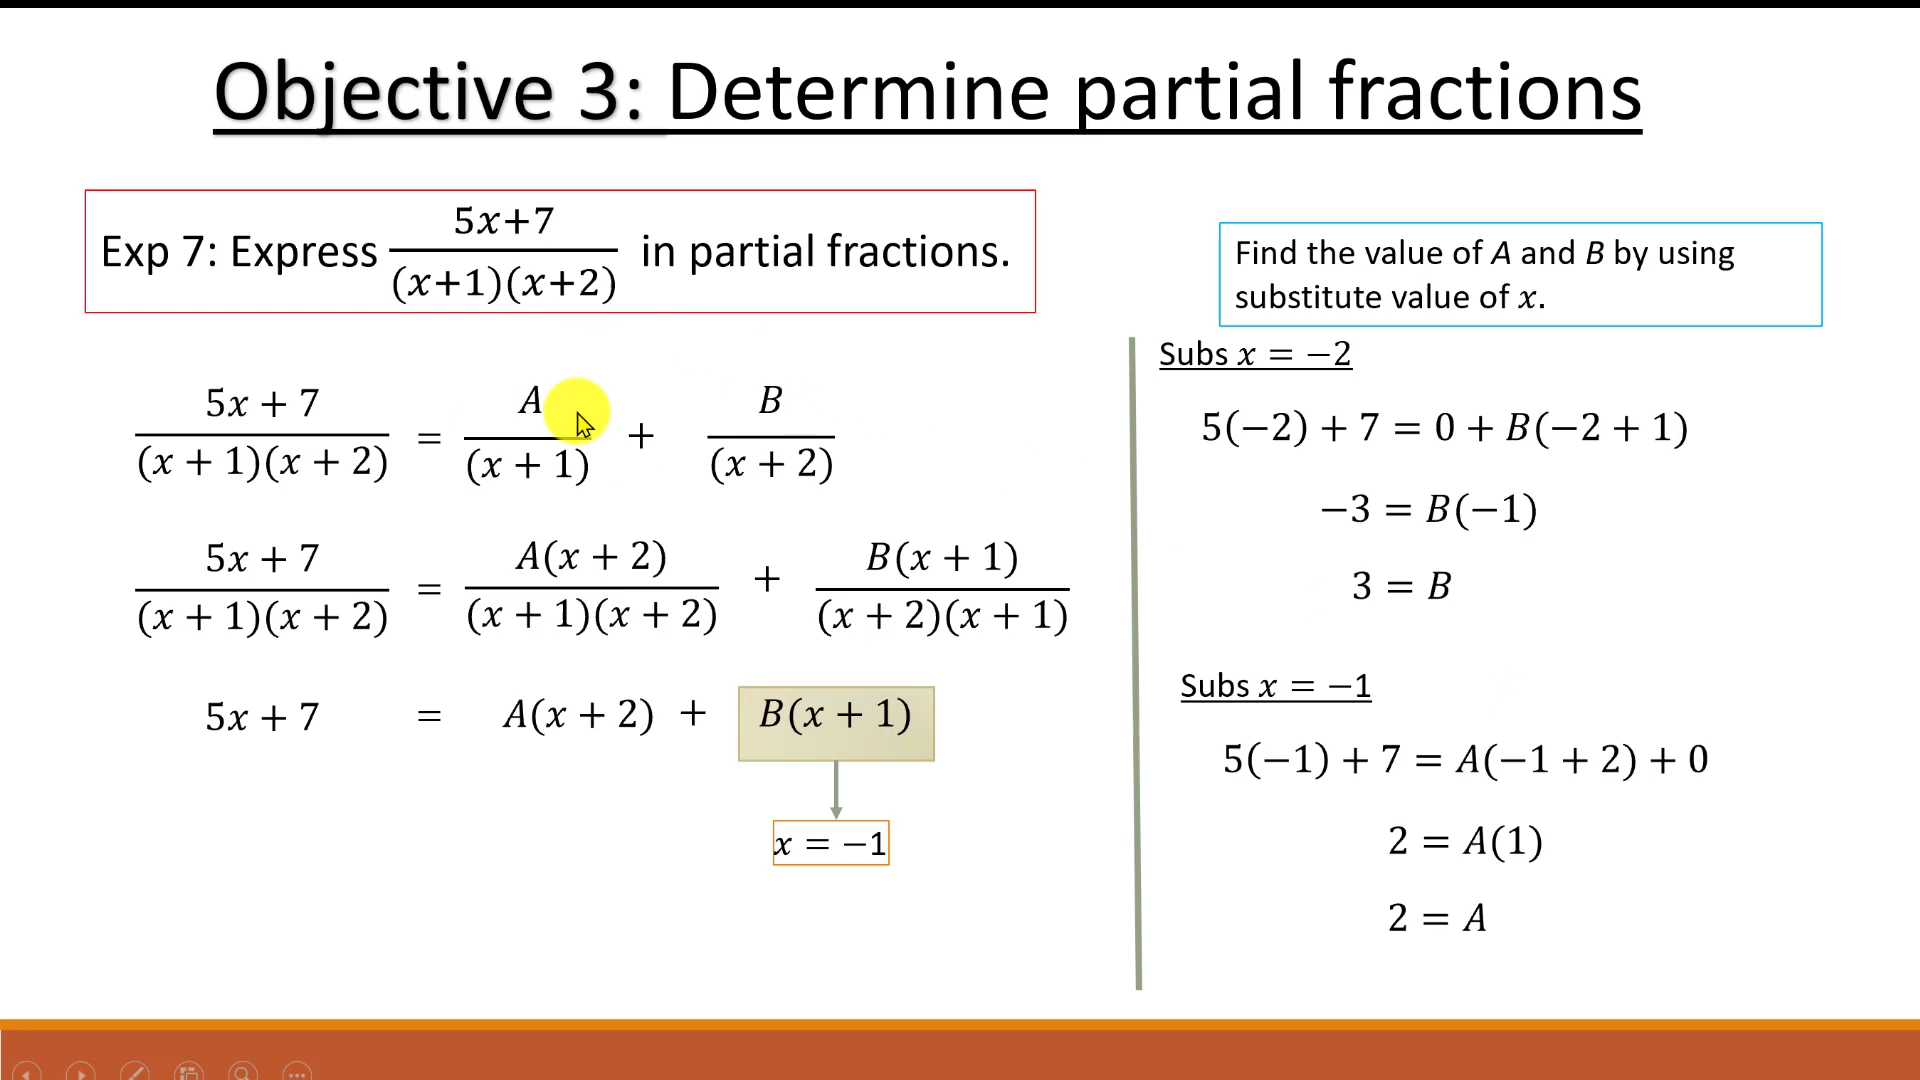 Objective 3: Determine partial fractions
Exp 7: Express 5x+7/(x+1)(x+2) in partial fractions.
5x + 7/(x + 1)(x + 2) = A/(x + 1) + B/(x + 2)
5x + 7/(x + 1)(x + 2) = A(x + 2)/(x + 1)(x + 2) + B(x + 1)/(x + 2)(x + 1)
5x + 7 = A(x + 2) + B(x + 1)
x = −1
Find the value of A and B by using
substitute value of x.
Subs x = −2
5(−2) + 7 = 0 + B(−2 + 1)
−3 = B(−1)
3 = B
Subs x = −1
5(−1) + 7 = A(−1 + 2) + 0
2 = A(1)
2 = A